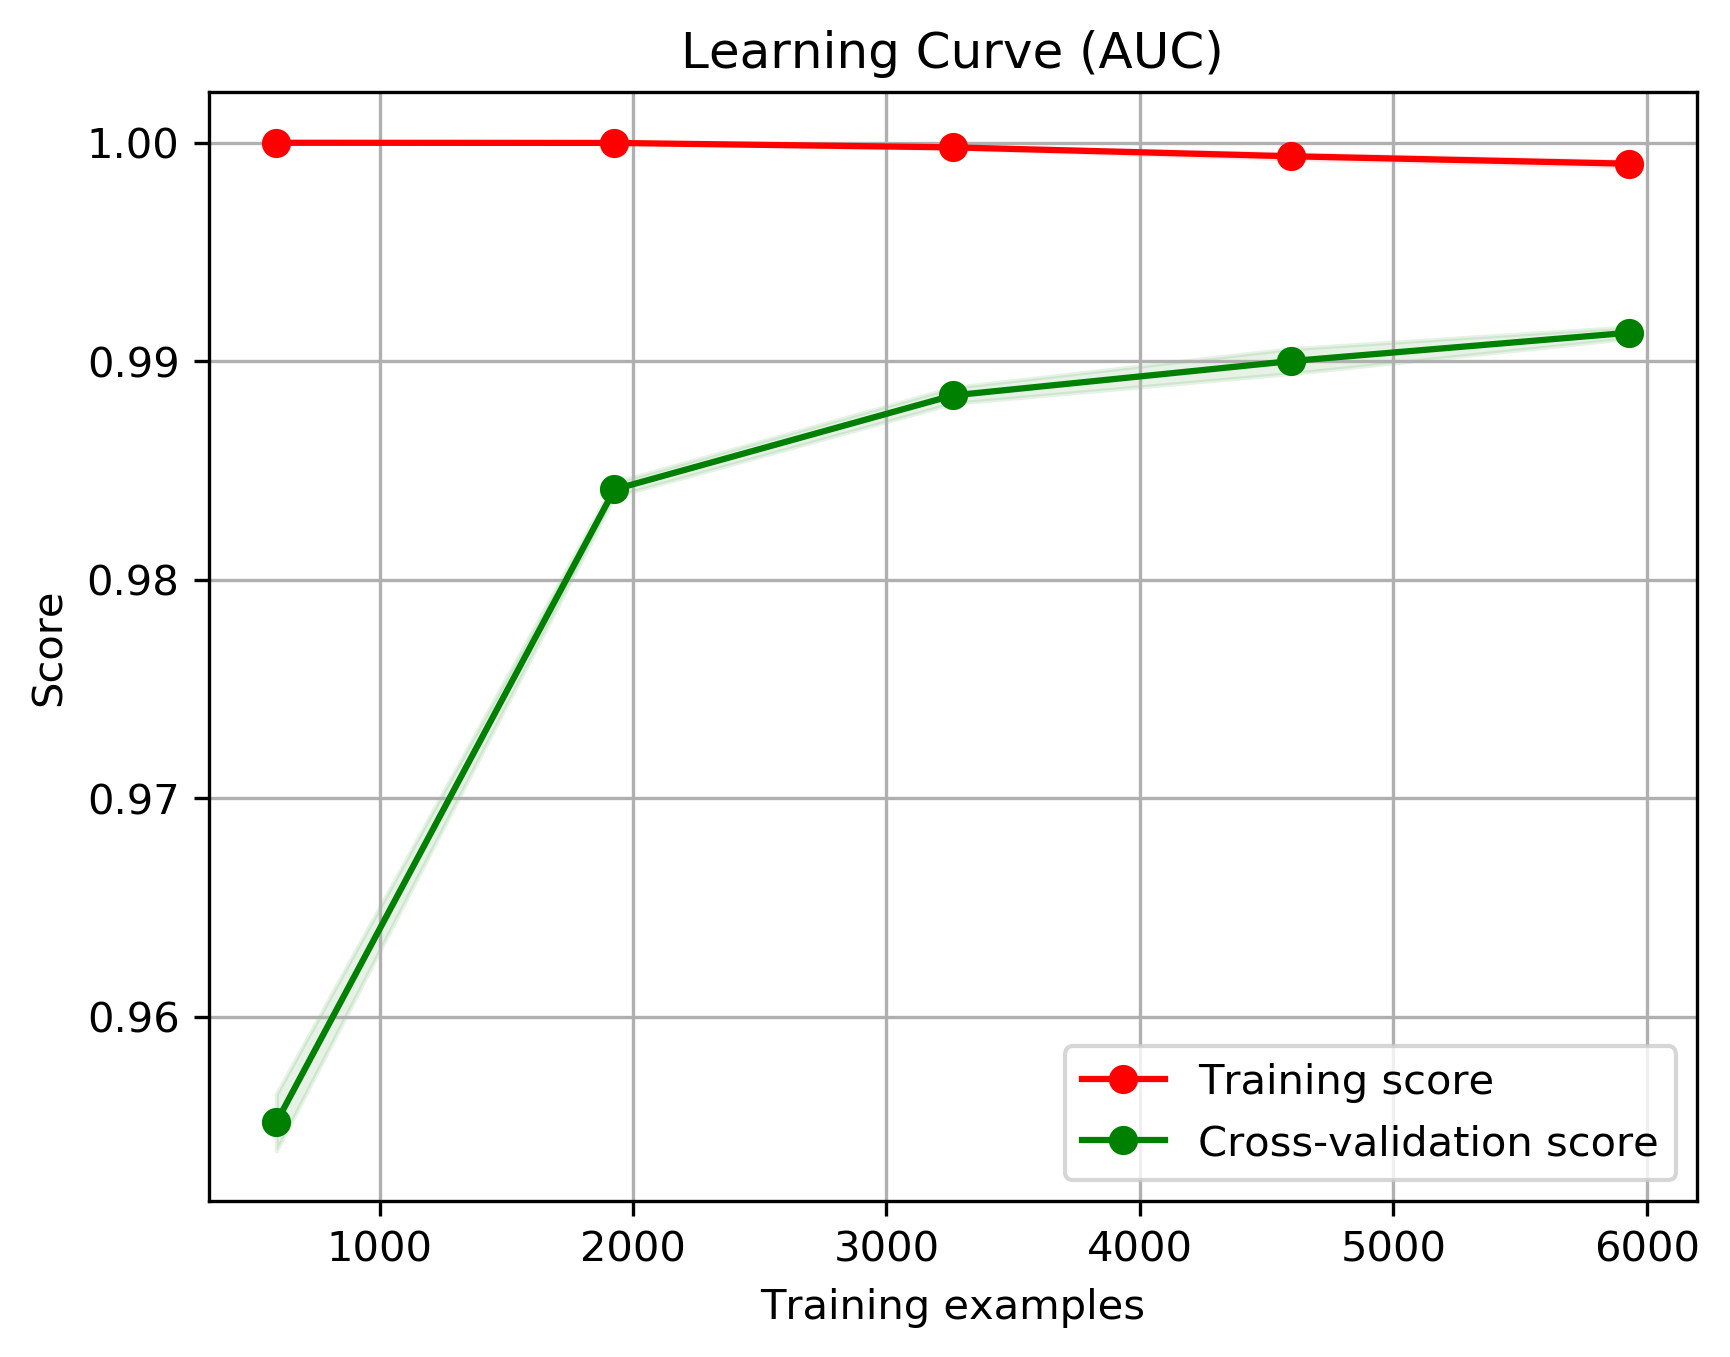 Learning Curve (AUC)
1.00
0.99
0.98
0.97
0.96
Score
Training score
Cross-validation score
1000 2000 3000 4000 5000 6000
Training examples